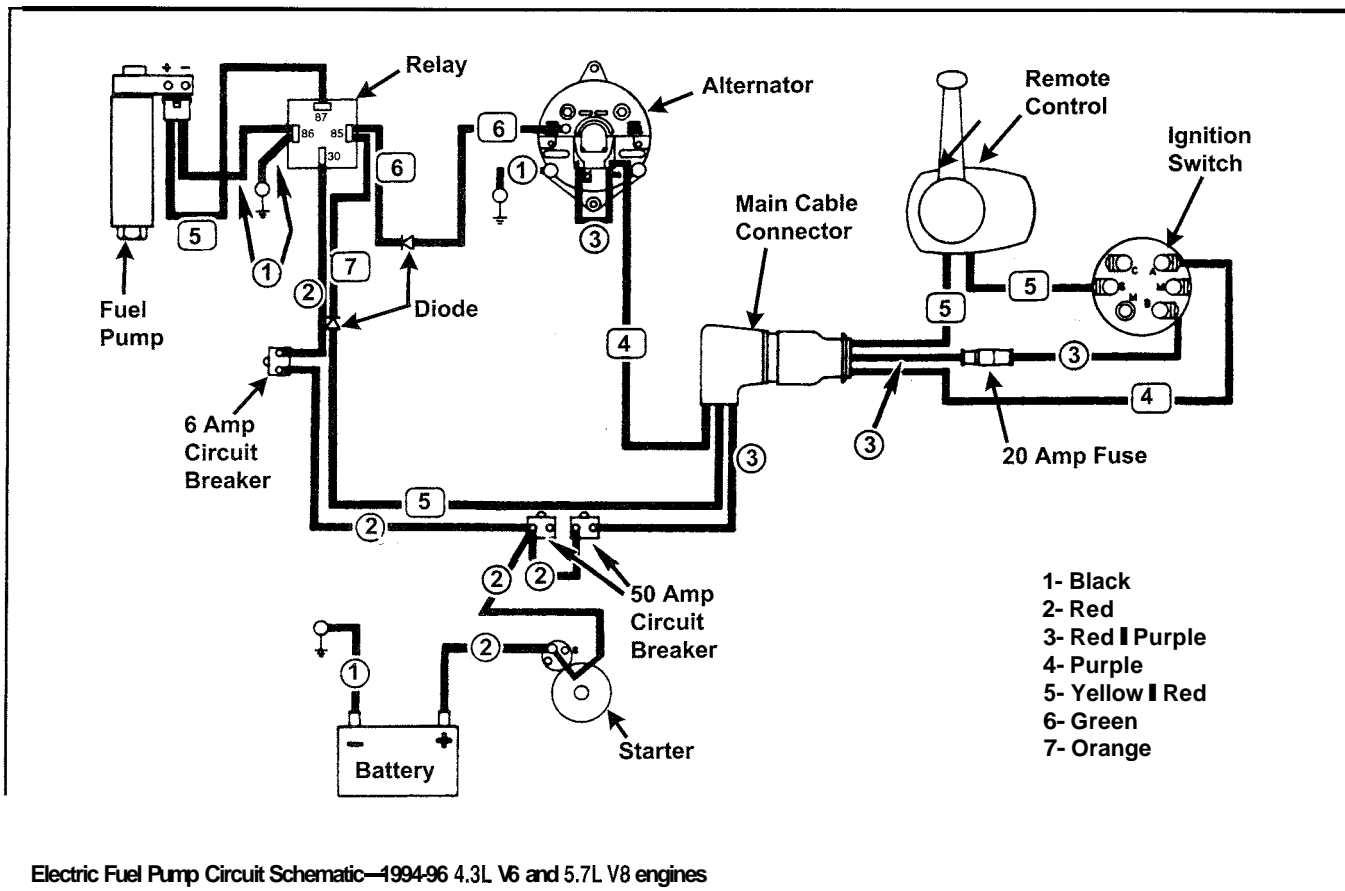 + -
Relay
87
86 85
30
Alternator
Remote
Control
Ignition
Switch
6
1
6
1
3
5
1
2
7
Diode
Fuel
Pump
Main Cable
Connector
C A
S
M B
5
5
4
3
3
4
3
20 Amp Fuse
6 Amp
Circuit
Breaker
5
2
2
2
50 Amp
Circuit
Breaker
2
1
Starter
- +
Battery
1- Black
2- Red
3- Red / Purple
4- Purple
5- Yellow / Red
6- Green
7- Orange
Electric Fuel Pump Circuit Schematic—1994-96 4.3L V6 and 5.7L V8 engines